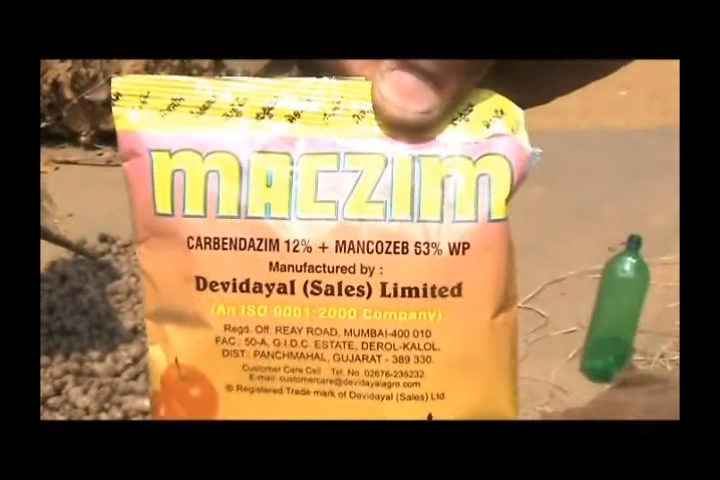 MACZIM
CARBENDAZIM 12% + MANCOZEB 63% WP
Manufactured by :
Devidayal (Sales) Limited
(An ISO 9001:2000 Company)
Regd. Off: REAY ROAD, MUMBAI-400 010
FAC.: 50-A, G.I.D.C. ESTATE, DEROL-KALOL,
DIST.: PANCHMAHAL, GUJARAT - 389 330.
Customer Care Cell Tel. No. 02676-235232.
E-mail: customercare@devidayalagro.com
® Registered Trade mark of Devidayal (Sales) Ltd.